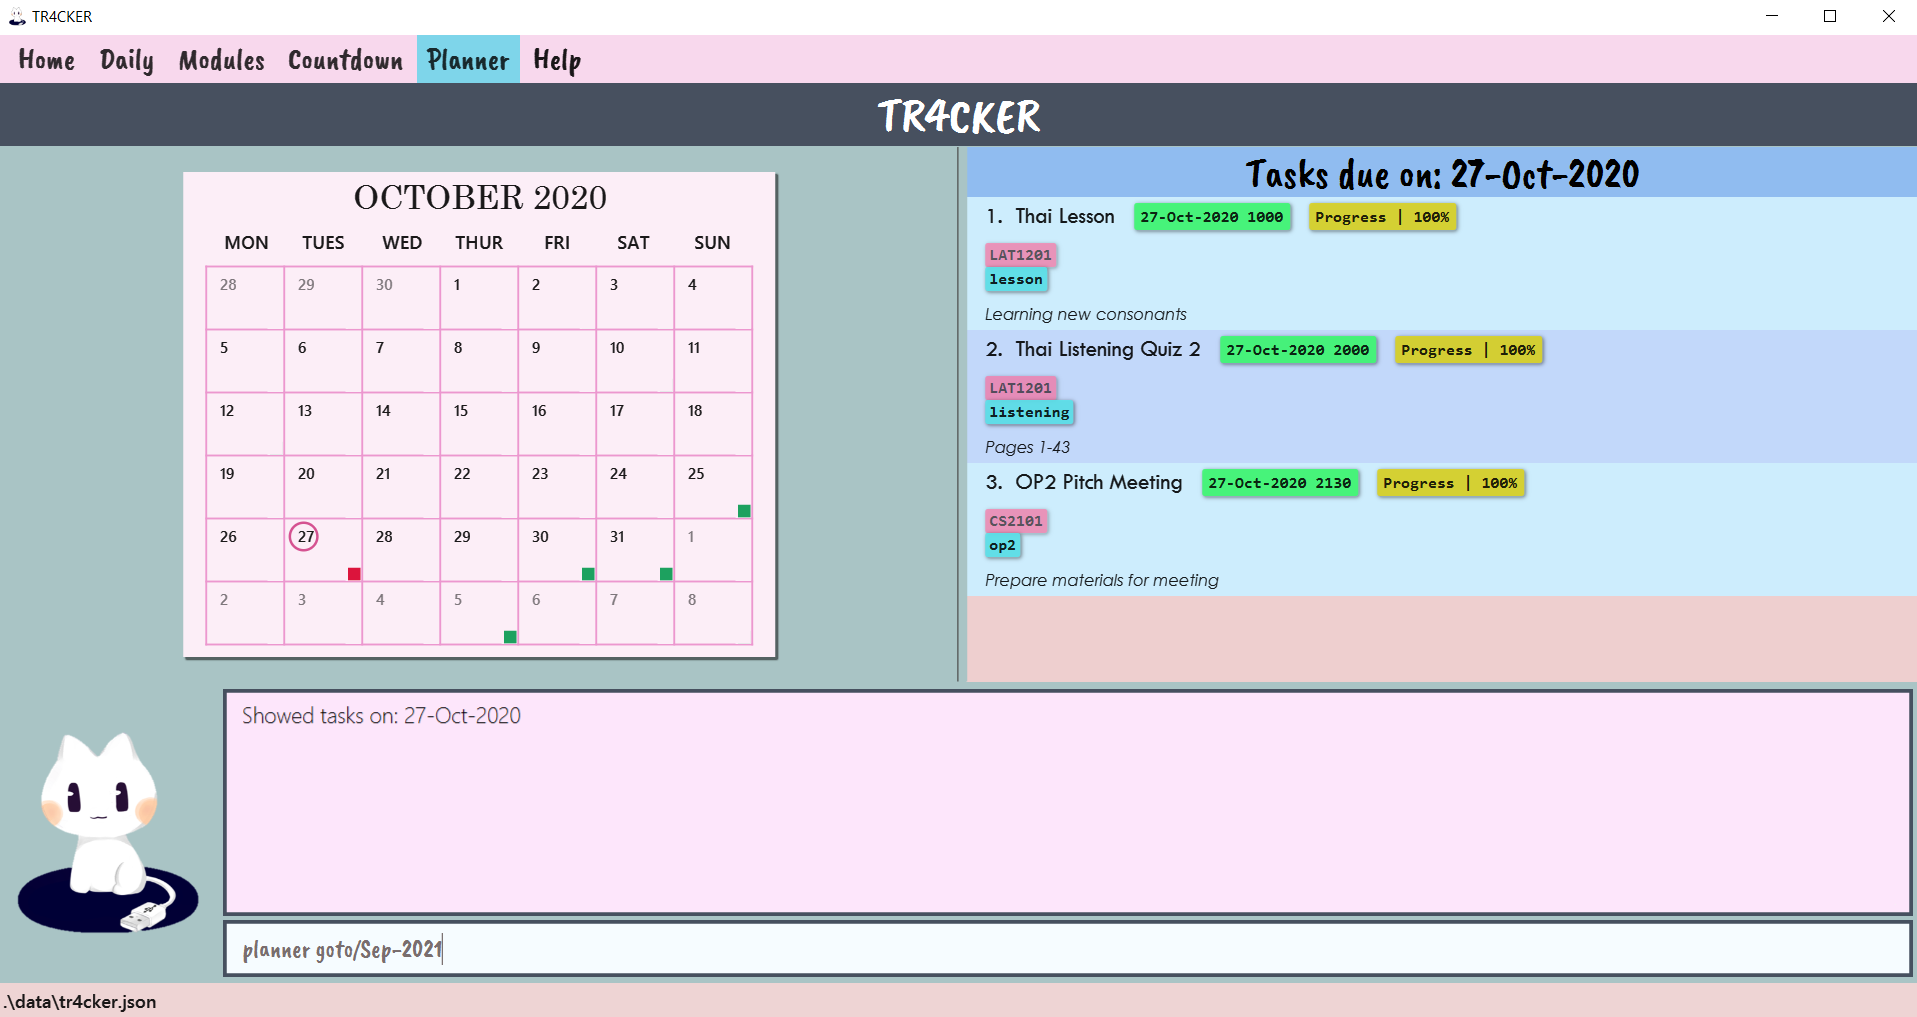 TR4CKER
Home Daily Modules Countdown Planner Help
TR4CKER
OCTOBER 2020
MON TUES WED THUR FRI SAT SUN
28 29 30 1 2 3 4
5 6 7 8 9 10 11
12 13 14 15 16 17 18
19 20 21 22 23 24 25
26 27 28 29 30 31 1
2 3 4 5 6 7 8
Tasks due on: 27-Oct-2020
1. Thai Lesson 27-Oct-2020 1000 Progress | 100%
LAT1201
lesson
Learning new consonants
2. Thai Listening Quiz 2 27-Oct-2020 2000 Progress | 100%
LAT1201
listening
Pages 1-43
3. OP2 Pitch Meeting 27-Oct-2020 2130 Progress | 100%
CS2101
op2
Prepare materials for meeting
Showed tasks on: 27-Oct-2020
planner goto/Sep-2021
.\data\tr4cker.json